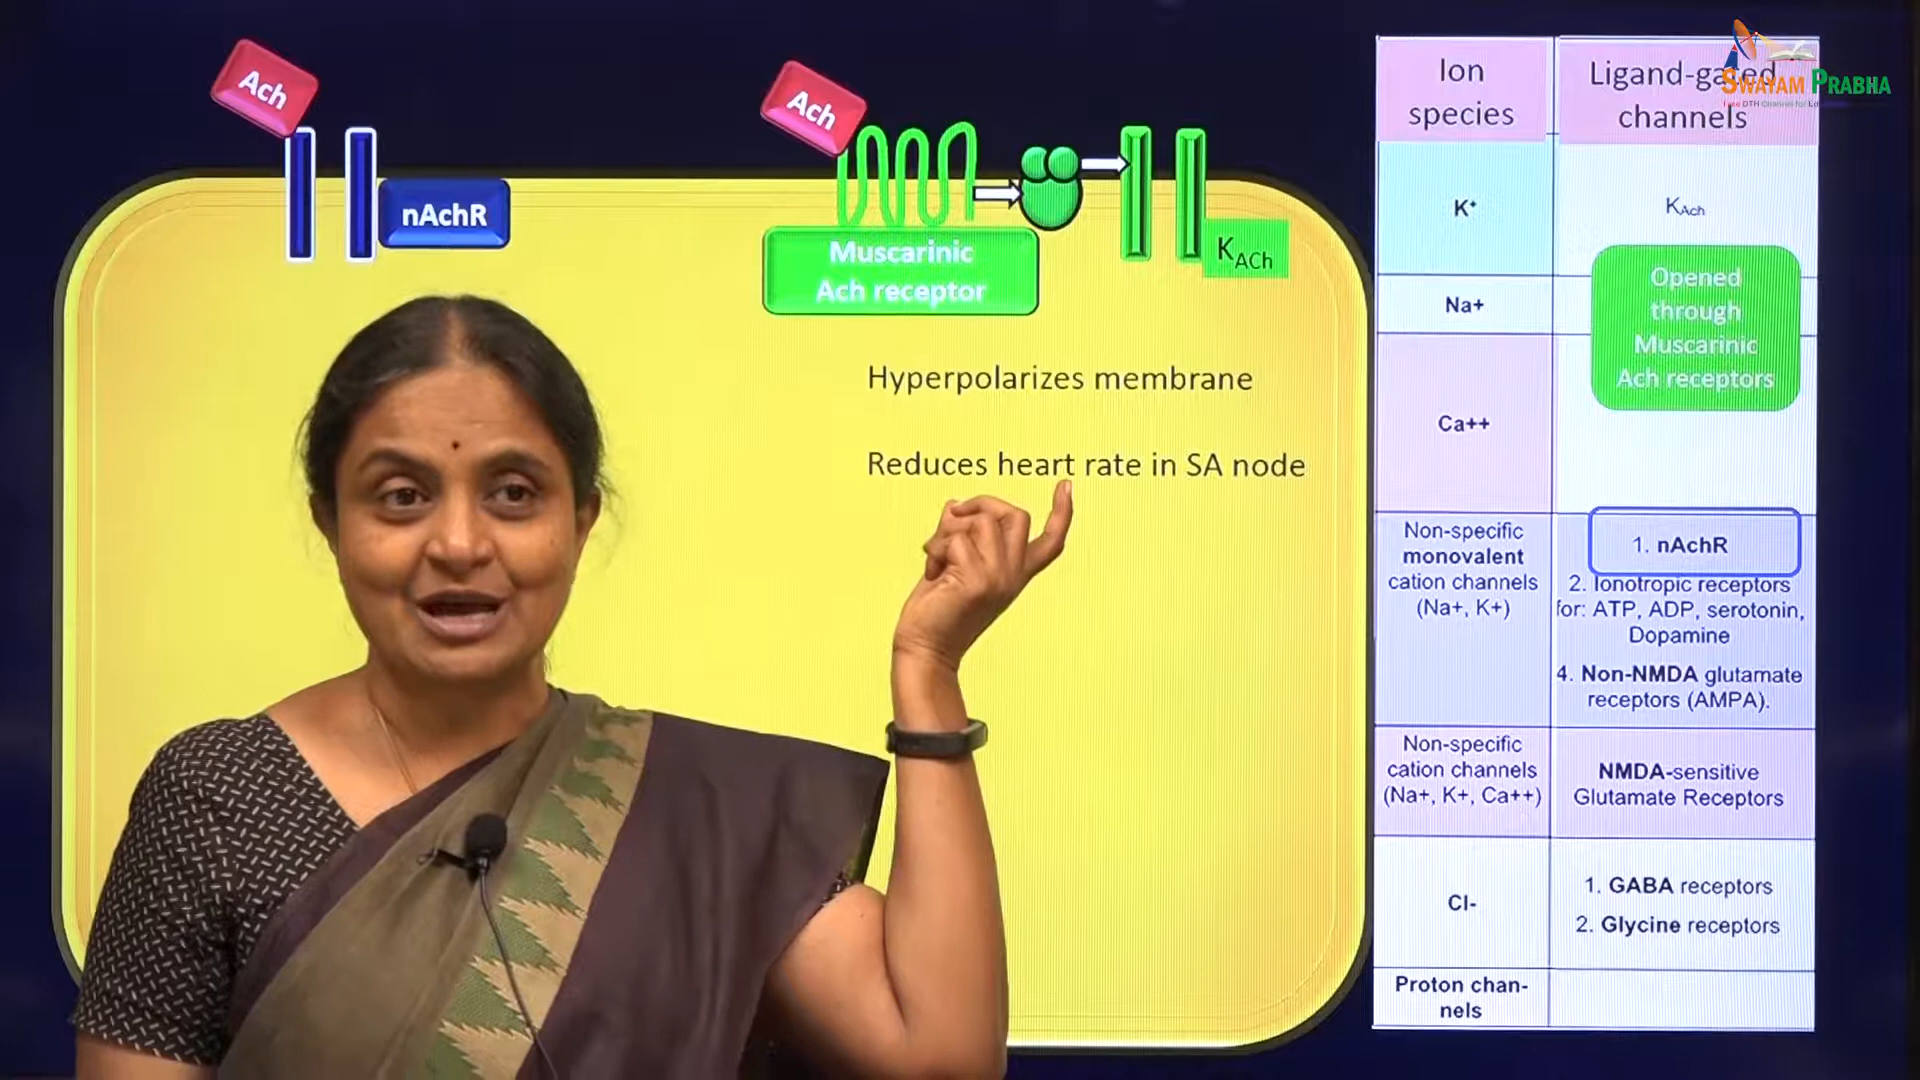 Ach
nAchR
Ach
Muscarinic
Ach receptor
KACh
Hyperpolarizes membrane
Reduces heart rate in SA node
Ion
species
Ligand-gated
channels
SWAYAM PRABHA
K+
KAch
Opened
through
Muscarinic
Ach receptors
Na+
Ca++
Non-specific
monovalent
cation channels
(Na+, K+)
1. nAchR
2. Ionotropic receptors
for: ATP, ADP, serotonin,
Dopamine
4. Non-NMDA glutamate
receptors (AMPA).
Non-specific
cation channels
(Na+, K+, Ca++)
NMDA-sensitive
Glutamate Receptors
Cl-
1. GABA receptors
2. Glycine receptors
Proton chan-
nels